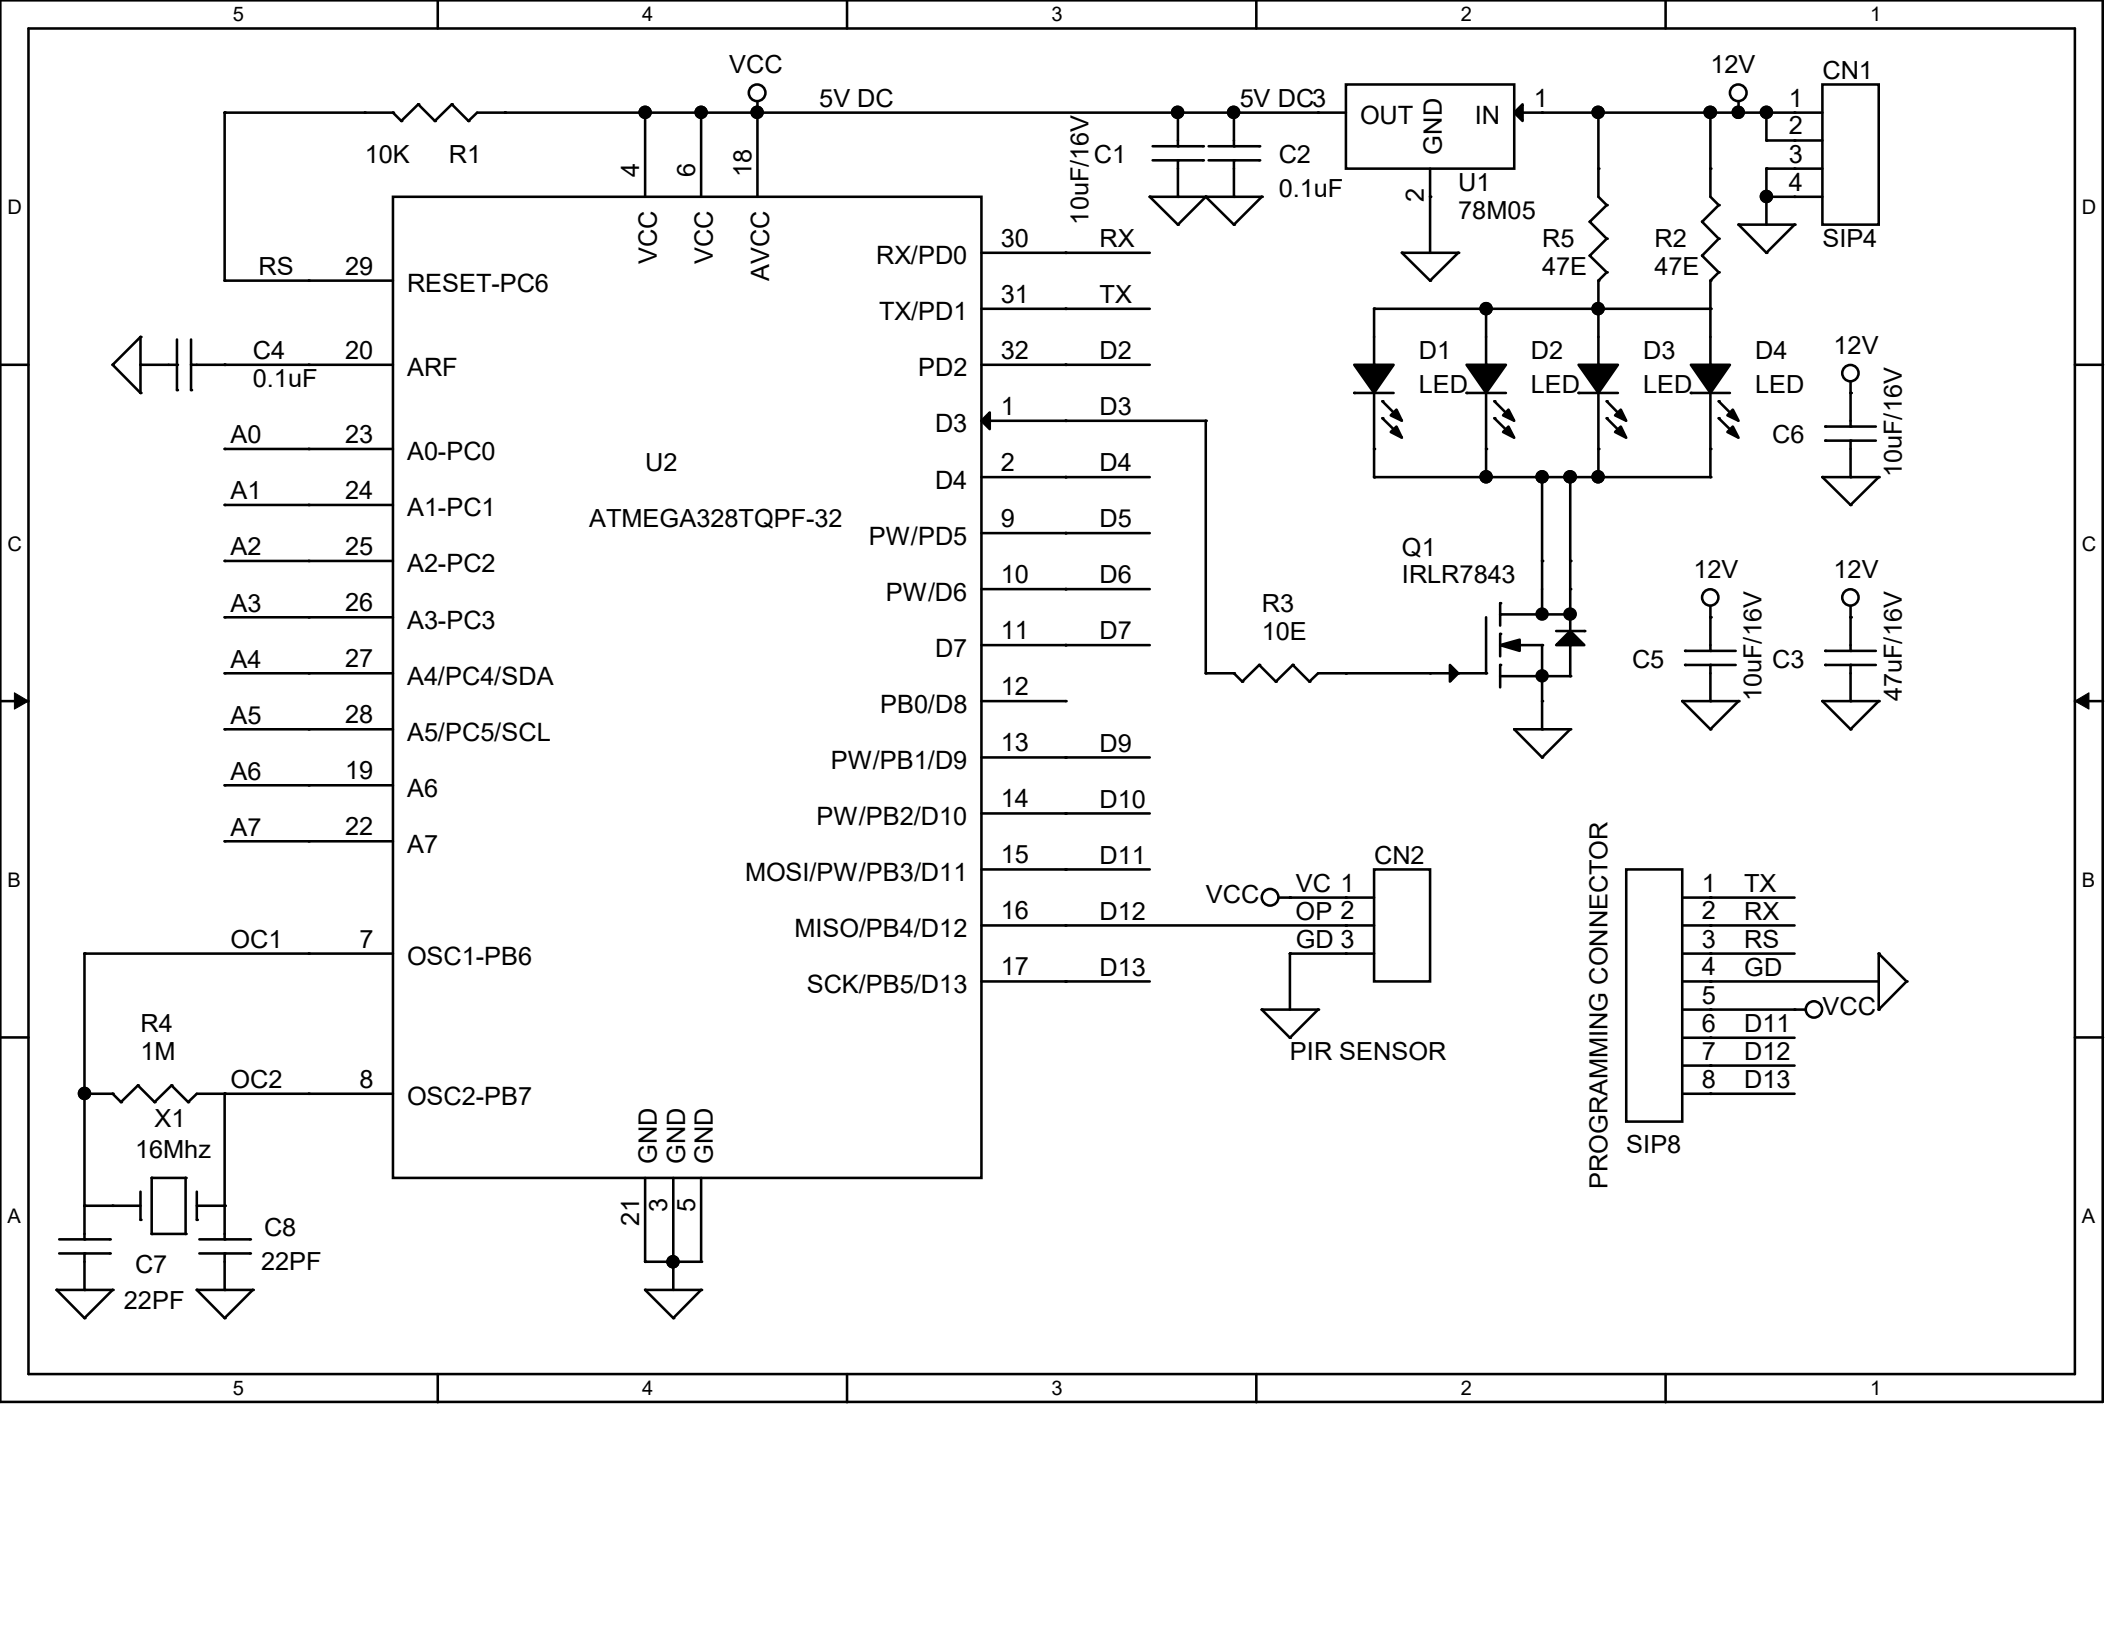 5 4 3 2 1
D
C
B
A
D
C
B
A
VCC
5V DC
10K R1
4
6
18
VCC
VCC
AVCC
10uF/16V
C1
C2
0.1uF
5V DC
3
OUT
GND
IN
1
2
U1
78M05
12V
CN1
1
2
3
4
SIP4
R5
47E
R2
47E
RS 29
RESET-PC6
C4
0.1uF
20
ARF
A0 23
A0-PC0
A1 24
A1-PC1
A2 25
A2-PC2
A3 26
A3-PC3
A4 27
A4/PC4/SDA
A5 28
A5/PC5/SCL
A6 19
A6
A7 22
A7
OC1 7
OSC1-PB6
R4
1M
OC2 8
OSC2-PB7
X1
16Mhz
C7
22PF
C8
22PF
U2
ATMEGA328TQPF-32
GND
GND
GND
21
3
5
RX/PD0 30 RX
TX/PD1 31 TX
PD2 32 D2
D3 1 D3
D4 2 D4
PW/PD5 9 D5
PW/D6 10 D6
D7 11 D7
PB0/D8 12
PW/PB1/D9 13 D9
PW/PB2/D10 14 D10
MOSI/PW/PB3/D11 15 D11
MISO/PB4/D12 16 D12
SCK/PB5/D13 17 D13
D1
LED
D2
LED
D3
LED
D4
LED
12V
C6
10uF/16V
Q1
IRLR7843
R3
10E
12V
C5
10uF/16V
12V
C3
47uF/16V
CN2
VCC
VC 1
OP 2
GD 3
PIR SENSOR
PROGRAMMING CONNECTOR
1 TX
2 RX
3 RS
4 GD
5 VCC
6 D11
7 D12
8 D13
SIP8
5 4 3 2 1